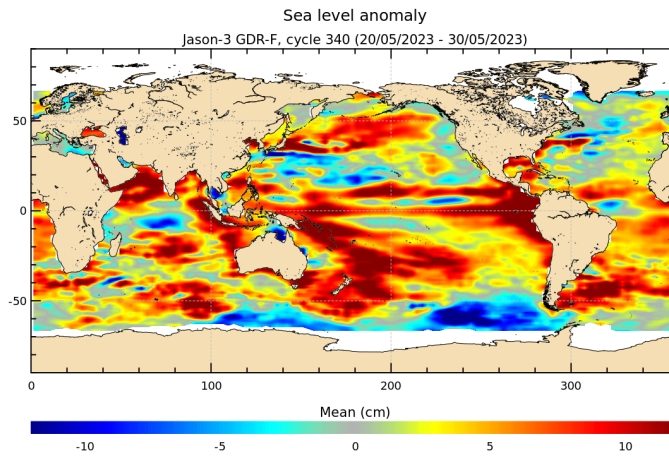 Sea level anomaly
Jason-3 GDR-F, cycle 340 (20/05/2023 - 30/05/2023)
50
0
-50
0 100 200 300
Mean (cm)
-10 -5 0 5 10